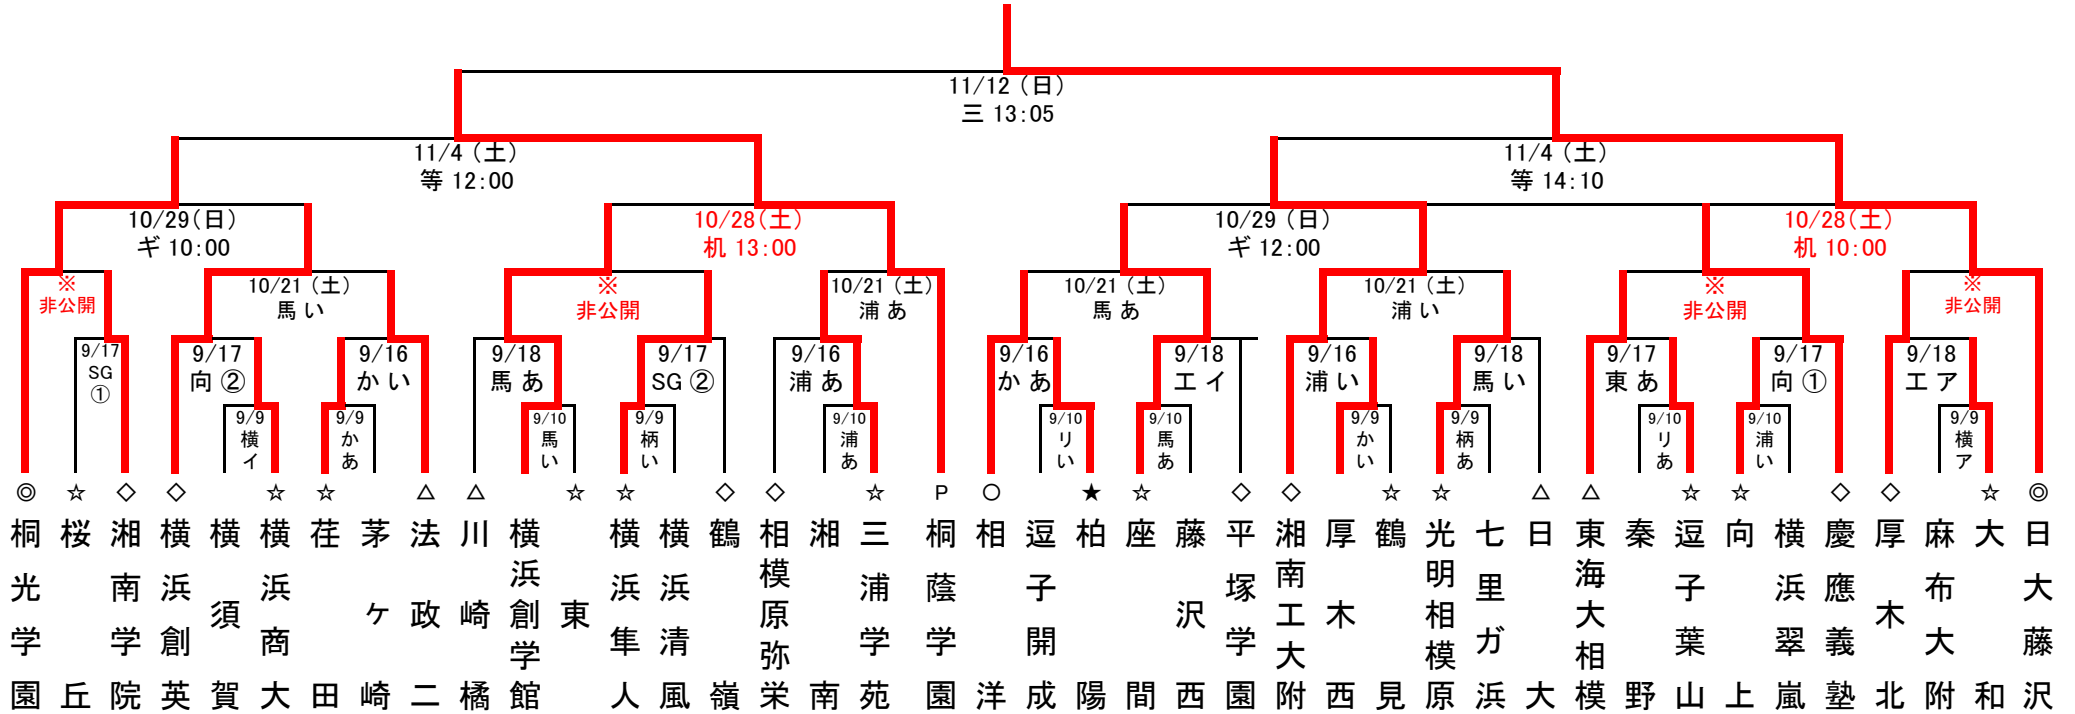 11/12 (日)
三 13:05
11/4 (土)
等 12:00
11/4 (土)
等 14:10
10/29(日)
ギ 10:00
10/28(土)
机 13:00
10/29 (日)
ギ 12:00
10/28(土)
机 10:00
※
非公開
10/21 (土)
馬 い
※
非公開
10/21 (土)
浦 あ
10/21 (土)
馬 あ
10/21 (土)
浦 い
※
非公開
※
非公開
9/17
SG
①
9/17
向 ②
9/16
か い
9/18
馬 あ
9/17
SG ②
9/16
浦 あ
9/16
か あ
9/18
エ イ
9/16
浦 い
9/18
馬 い
9/17
東 あ
9/17
向 ①
9/18
エ ア
9/9
横
イ
9/9
か
あ
9/10
馬
い
9/9
柄
い
9/10
浦
あ
9/10
リ
い
9/10
馬
あ
9/9
か
い
9/9
柄
あ
9/10
リ
あ
9/10
浦
い
9/9
横
ア
◎ ☆ ◇ ◇ ☆ ☆ △ △ ☆ ☆ ◇ ◇ ☆ P ○ ★ ☆ ◇ ◇ ☆ ☆ △ △ ☆ ☆ ◇ ◇ ☆ ◎
桐光学園
桜丘
湘南学院
横浜創英
横須賀
横浜商大
荏田
茅ヶ崎
法政二
川崎橘
横浜創学館
東
横浜隼人
横浜清風
鶴嶺
相模原弥栄
湘南
三浦学苑
桐蔭学園
相洋
逗子開成
柏陽
座間
藤沢西
平塚学園
湘南工大附
厚木西
鶴見
光明相模原
七里ガ浜
日大
東海大相模
秦野
逗子葉山
向上
横浜翠嵐
慶應義塾
厚木北
麻布大附
大和
日大藤沢